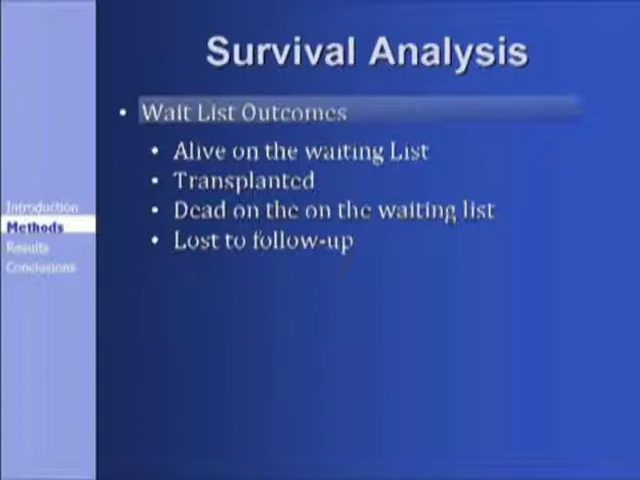 Survival Analysis
• Wait List Outcomes
• Alive on the waiting List
• Transplanted
• Dead on the on the waiting list
• Lost to follow-up
Introduction
Methods
Results
Conclusions